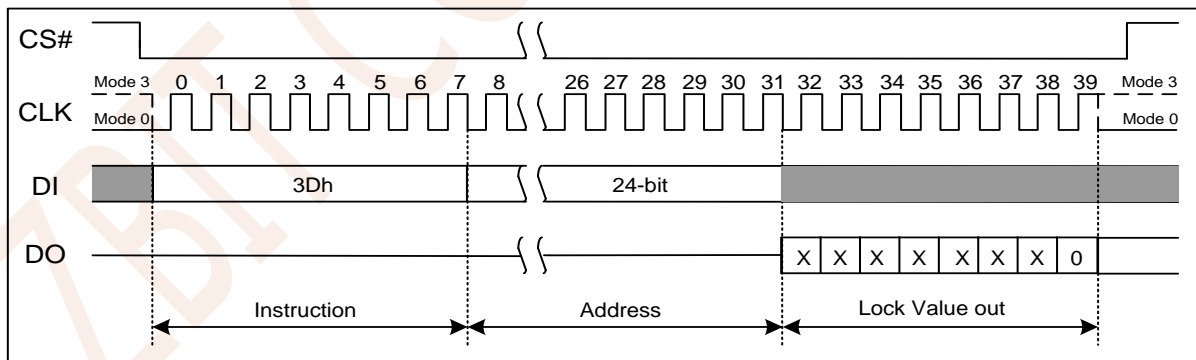 CS#
Mode 3 0 1 2 3 4 5 6 7 8 26 27 28 29 30 31 32 33 34 35 36 37 38 39 Mode 3
CLK
Mode 0 Mode 0
DI 3Dh 24-bit
DO X X X X X X X 0
Instruction Address Lock Value out
ZBIT C